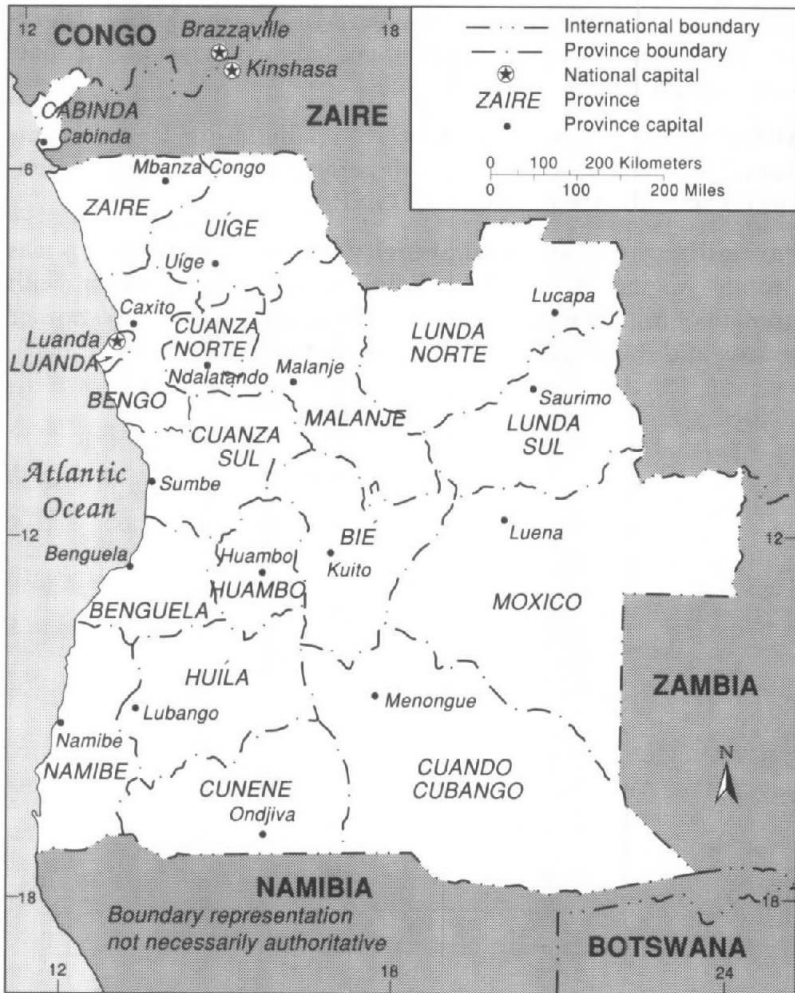 12
18
CONGO
Brazzaville
Kinshasa
International boundary
Province boundary
National capital
ZAIRE Province
Province capital
0 100 200 Kilometers
0 100 200 Miles
CABINDA
Cabinda
ZAIRE
6
Mbanza Congo
ZAIRE
UÍGE
Uíge
Caxito
Luanda
LUANDA
CUANZA
NORTE
Ndalatando
Malanje
LUNDA
NORTE
Lucapa
BENGO
MALANJE
Saurimo
LUNDA
SUL
CUANZA
SUL
Atlantic
Ocean
Sumbe
12
Benguela
Huambo
HUAMBO
BIÉ
Kuito
Luena
12
BENGUELA
MOXICO
HUÍLA
Lubango
Menongue
ZAMBIA
Namibe
NAMIBE
CUNENE
Ondjiva
CUANDO
CUBANGO
N
18
NAMIBIA
Boundary representation
not necessarily authoritative
18
BOTSWANA
12
18
24